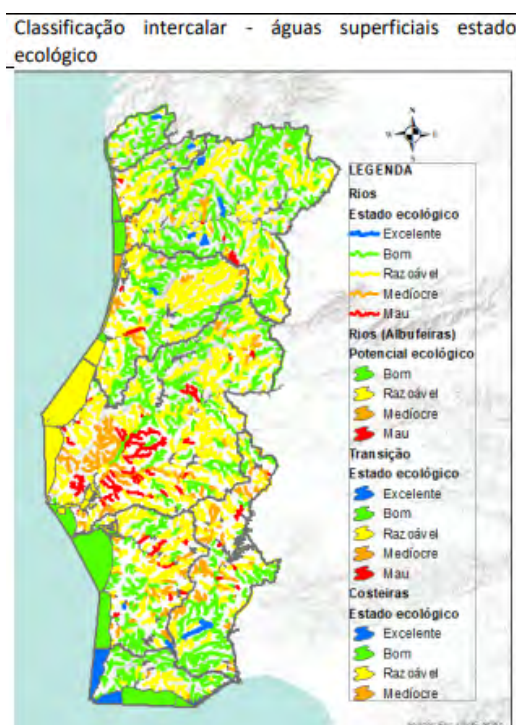 Classificação intercalar - águas superficiais estado
ecológico
N
W
E
S
LEGENDA
Rios
Estado ecológico
Excelente
Bom
Razoável
Medíocre
Mau
Rios (Albufeiras)
Potencial ecológico
Bom
Razoável
Medíocre
Mau
Transição
Estado ecológico
Excelente
Bom
Razoável
Medíocre
Mau
Costeiras
Estado ecológico
Excelente
Bom
Razoável
Medíocre